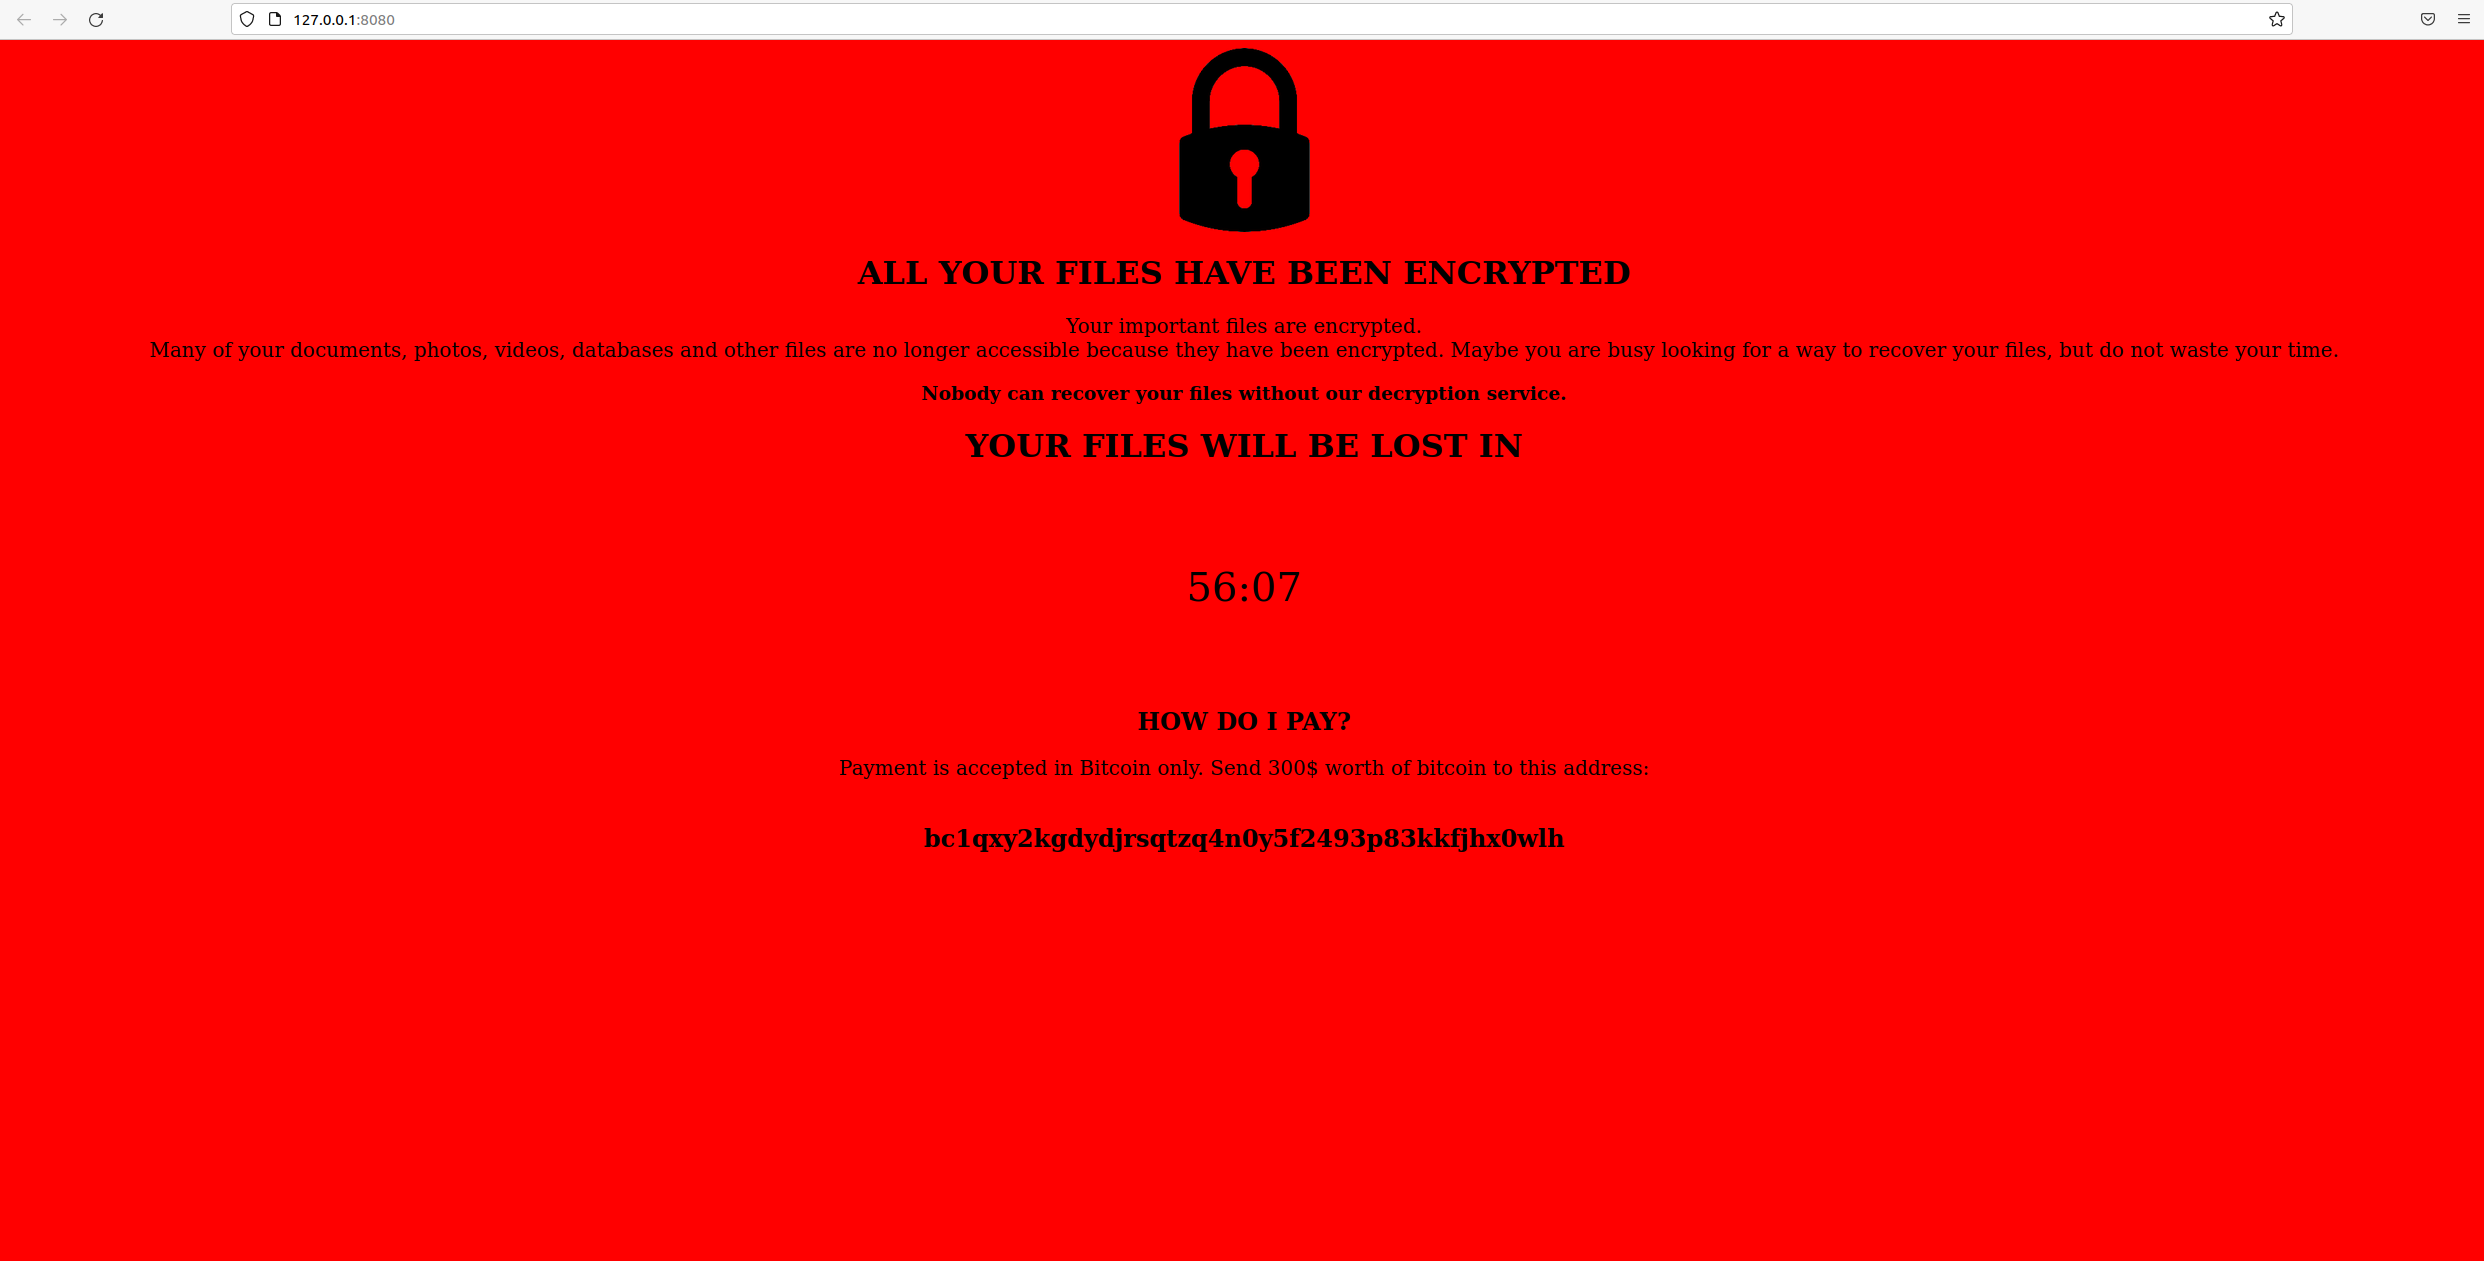 127.0.0.1:8080
ALL YOUR FILES HAVE BEEN ENCRYPTED
Your important files are encrypted.
Many of your documents, photos, videos, databases and other files are no longer accessible because they have been encrypted. Maybe you are busy looking for a way to recover your files, but do not waste your time.
Nobody can recover your files without our decryption service.
YOUR FILES WILL BE LOST IN
56:07
HOW DO I PAY?
Payment is accepted in Bitcoin only. Send 300$ worth of bitcoin to this address:
bc1qxy2kgdydjrsqtzq4n0y5f2493p83kkfjhx0wlh